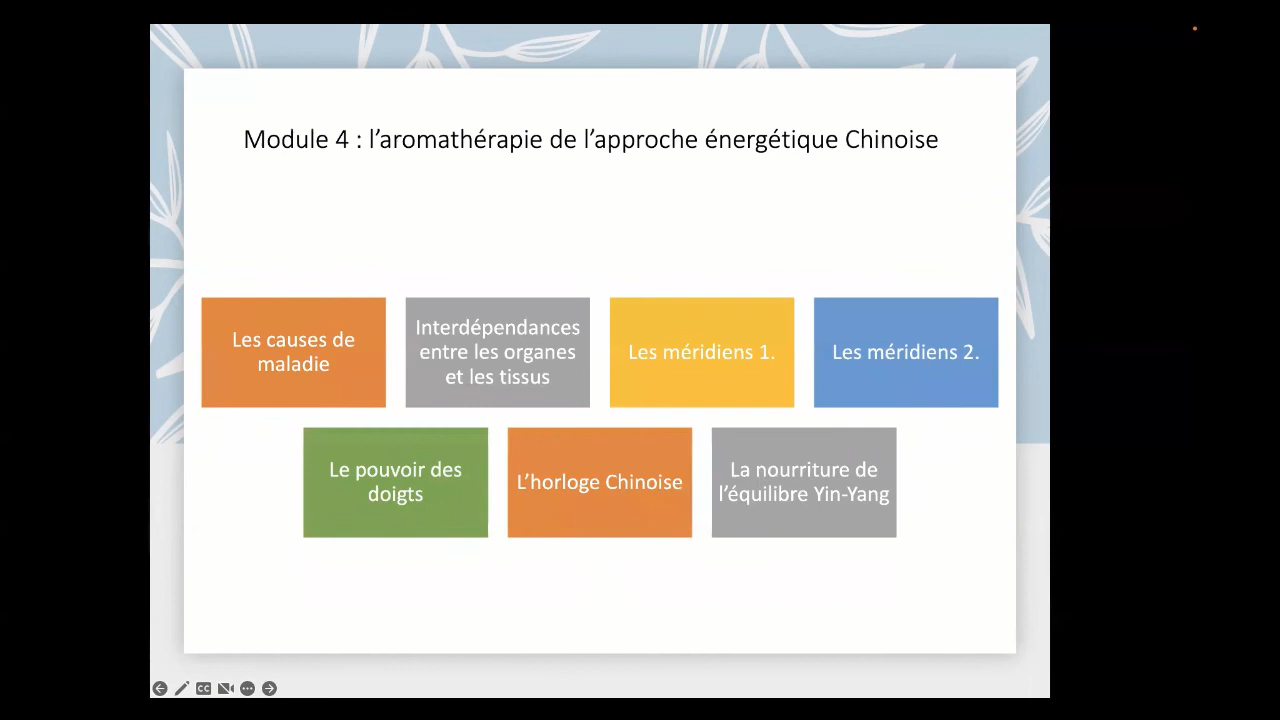 Module 4 : l’aromathérapie de l’approche énergétique Chinoise
Les causes de
maladie
Interdépendances
entre les organes
et les tissus
Les méridiens 1.
Les méridiens 2.
Le pouvoir des
doigts
L’horloge Chinoise
La nourriture de
l’équilibre Yin-Yang
CC